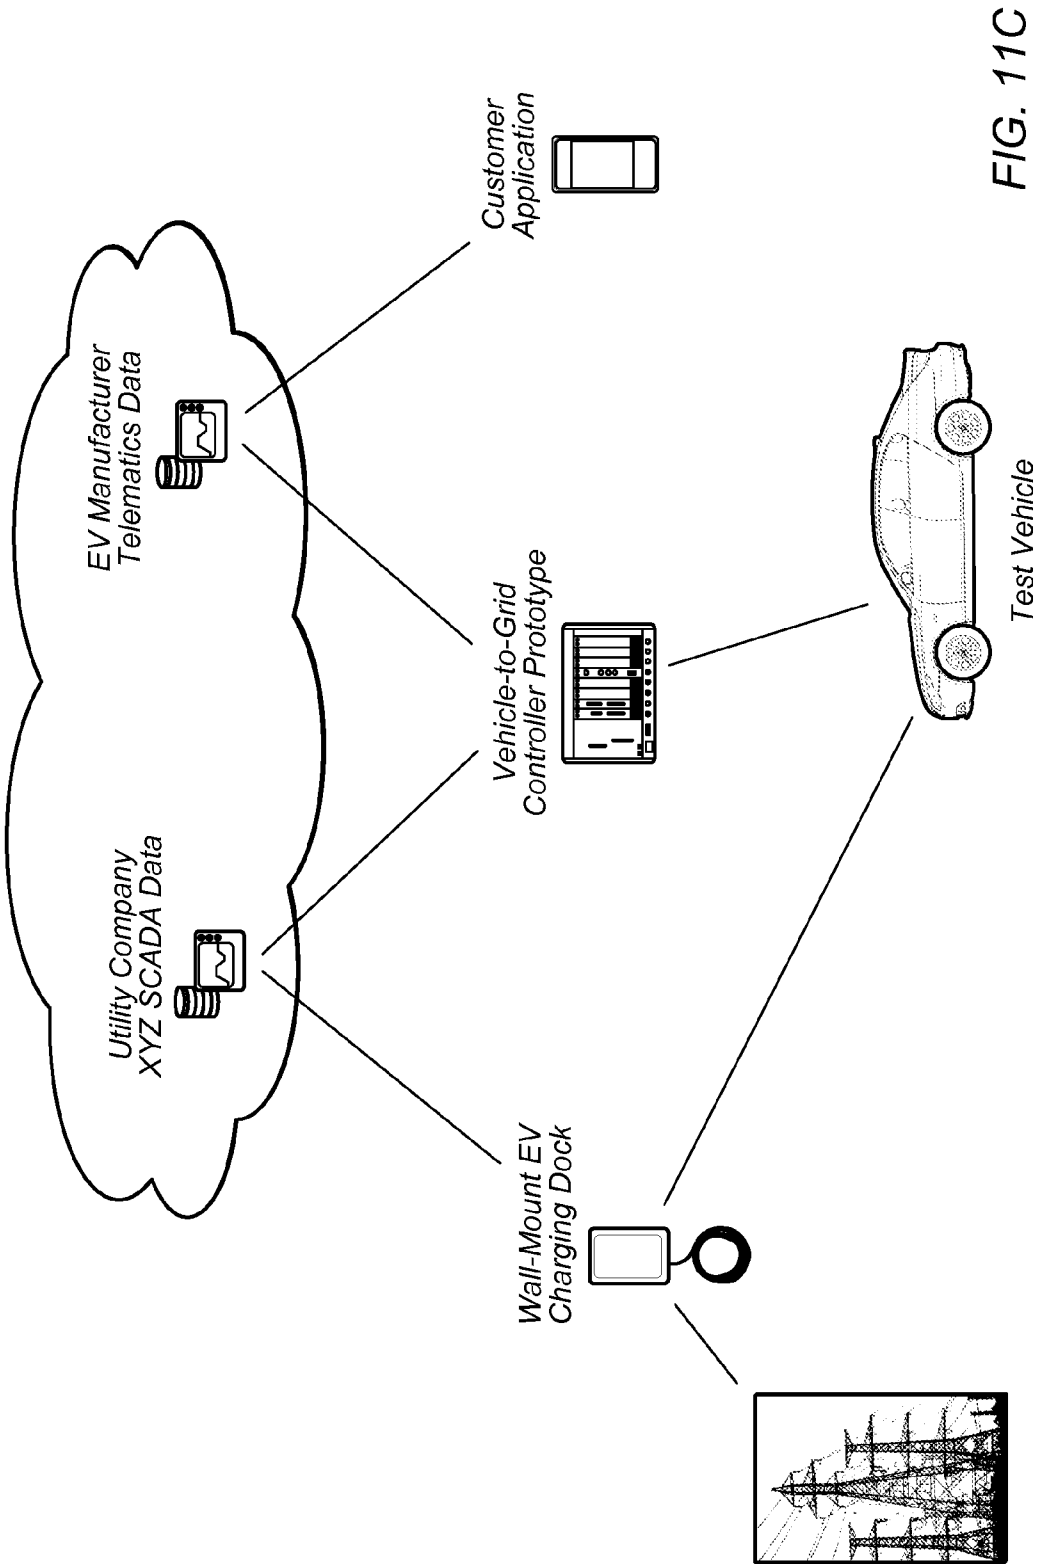 Utility Company
XYZ SCADA Data
EV Manufacturer
Telematics Data
Wall-Mount EV
Charging Dock
Vehicle-to-Grid
Controller Prototype
Customer
Application
Test Vehicle
FIG. 11C